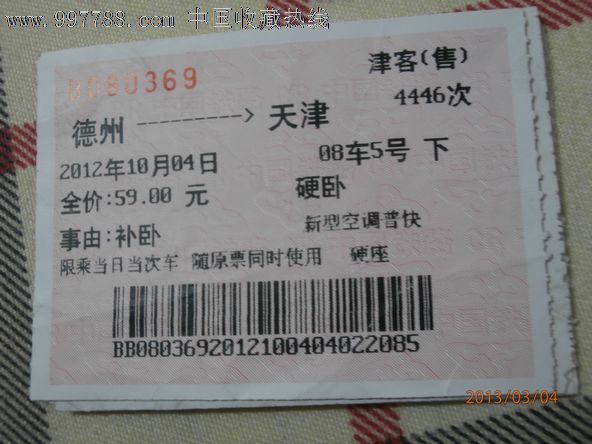 www.997788.com 中国收藏热线
B080369
津客(售)
4446次
德州 ---------> 天津
2012年10月04日
08车5号 下
全价:59.00 元
硬卧
新型空调普快
事由:补卧
限乘当日当次车 随原票同时使用 硬座
BB0803692012100404022085
2013/03/04